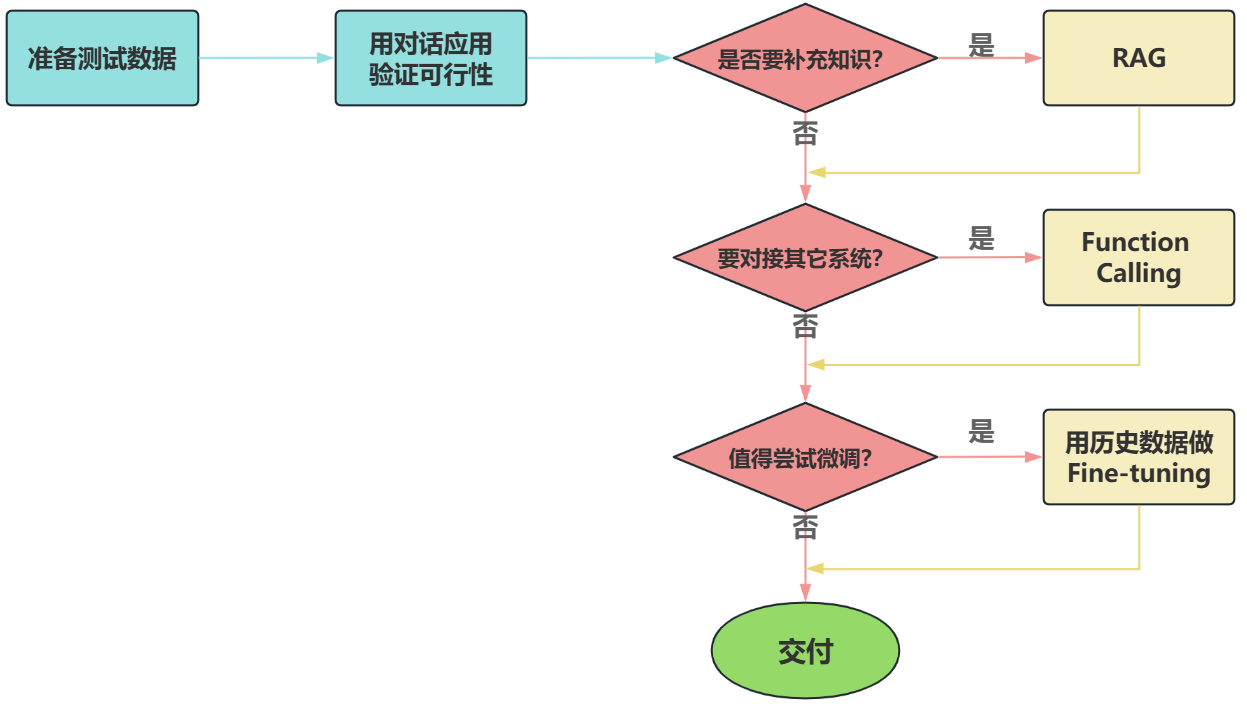 准备测试数据
用对话应用
验证可行性
是否要补充知识?
是
RAG
否
要对接其它系统?
是
Function
Calling
否
值得尝试微调?
是
用历史数据做
Fine-tuning
否
交付